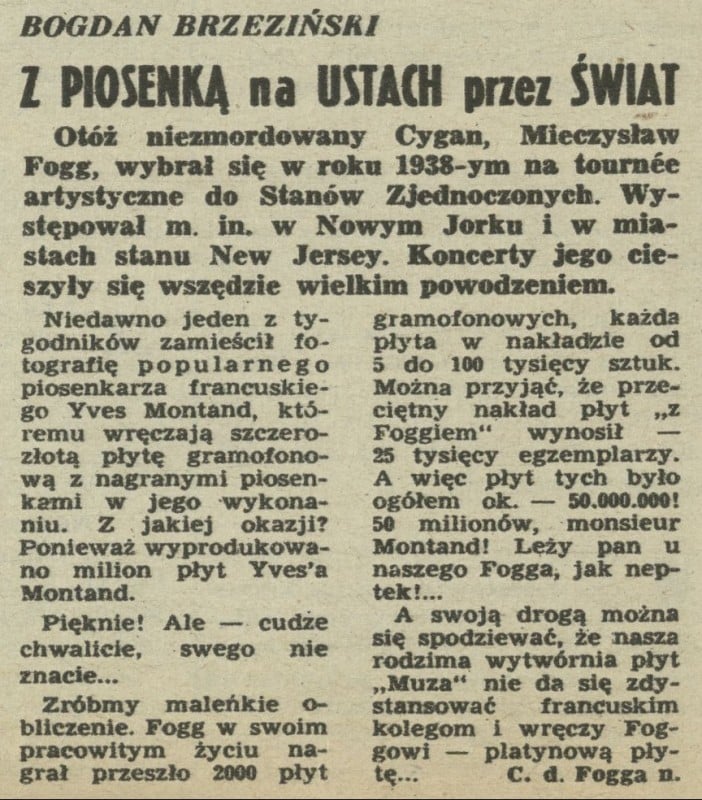 BOGDAN BRZEZIŃSKI
Z PIOSENKĄ na USTACH przez ŚWIAT
Otóż niezmordowany Cygan, Mieczysław
Fogg, wybrał się w roku 1938-ym na tournée
artystyczne do Stanów Zjednoczonych. Wy-
stępował m. in. w Nowym Jorku i w mia-
stach stanu New Jersey. Koncerty jego cie-
szyły się wszędzie wielkim powodzeniem.
Niedawno jeden z ty-
godników zamieścił fo-
tografię popularnego
piosenkarza francuskie-
go Yves Montand, któ-
remu wręczają szczero-
złotą płytę gramofono-
wą z nagranymi piosen-
kami w jego wykona-
niu. Z jakiej okazji?
Ponieważ wyprodukowa-
no milion płyt Yves'a
Montand.
Pięknie! Ale — cudze
chwalicie, swego nie
znacie...
Zróbmy maleńkie o-
bliczenie. Fogg w swoim
pracowitym życiu na-
grał przeszło 2000 płyt
gramofonowych, każda
płyta w nakładzie od
5 do 100 tysięcy sztuk.
Można przyjąć, że prze-
ciętny nakład płyt „z
Foggiem“ wynosił —
25 tysięcy egzemplarzy.
A więc płyt tych było
ogółem ok. — 50.000.000!
50 milionów, monsieur
Montand! Leży pan u
naszego Fogga, jak nep-
tek!...
A swoją drogą można
się spodziewać, że nasza
rodzima wytwórnia płyt
„Muza“ nie da się zdy-
stansować francuskim
kolegom i wręczy Fog-
gowi — platynową pły-
tę... C. d. Fogga n.